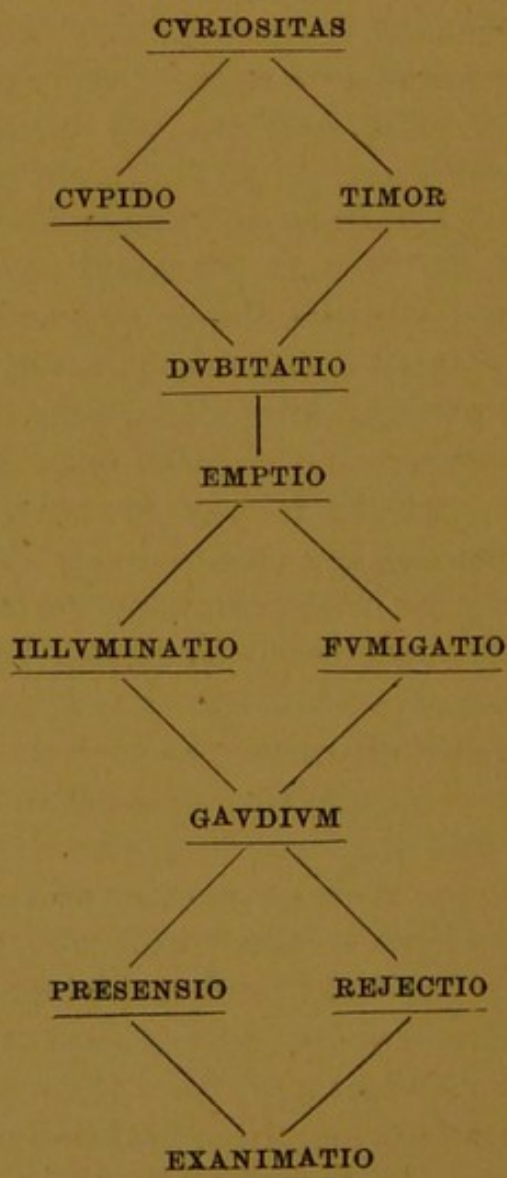 CVRIOSITAS
CVPIDO TIMOR
DVBITATIO
EMPTIO
ILLVMINATIO FVMIGATIO
GAVDIVM
PRESENSIO REJECTIO
EXANIMATIO